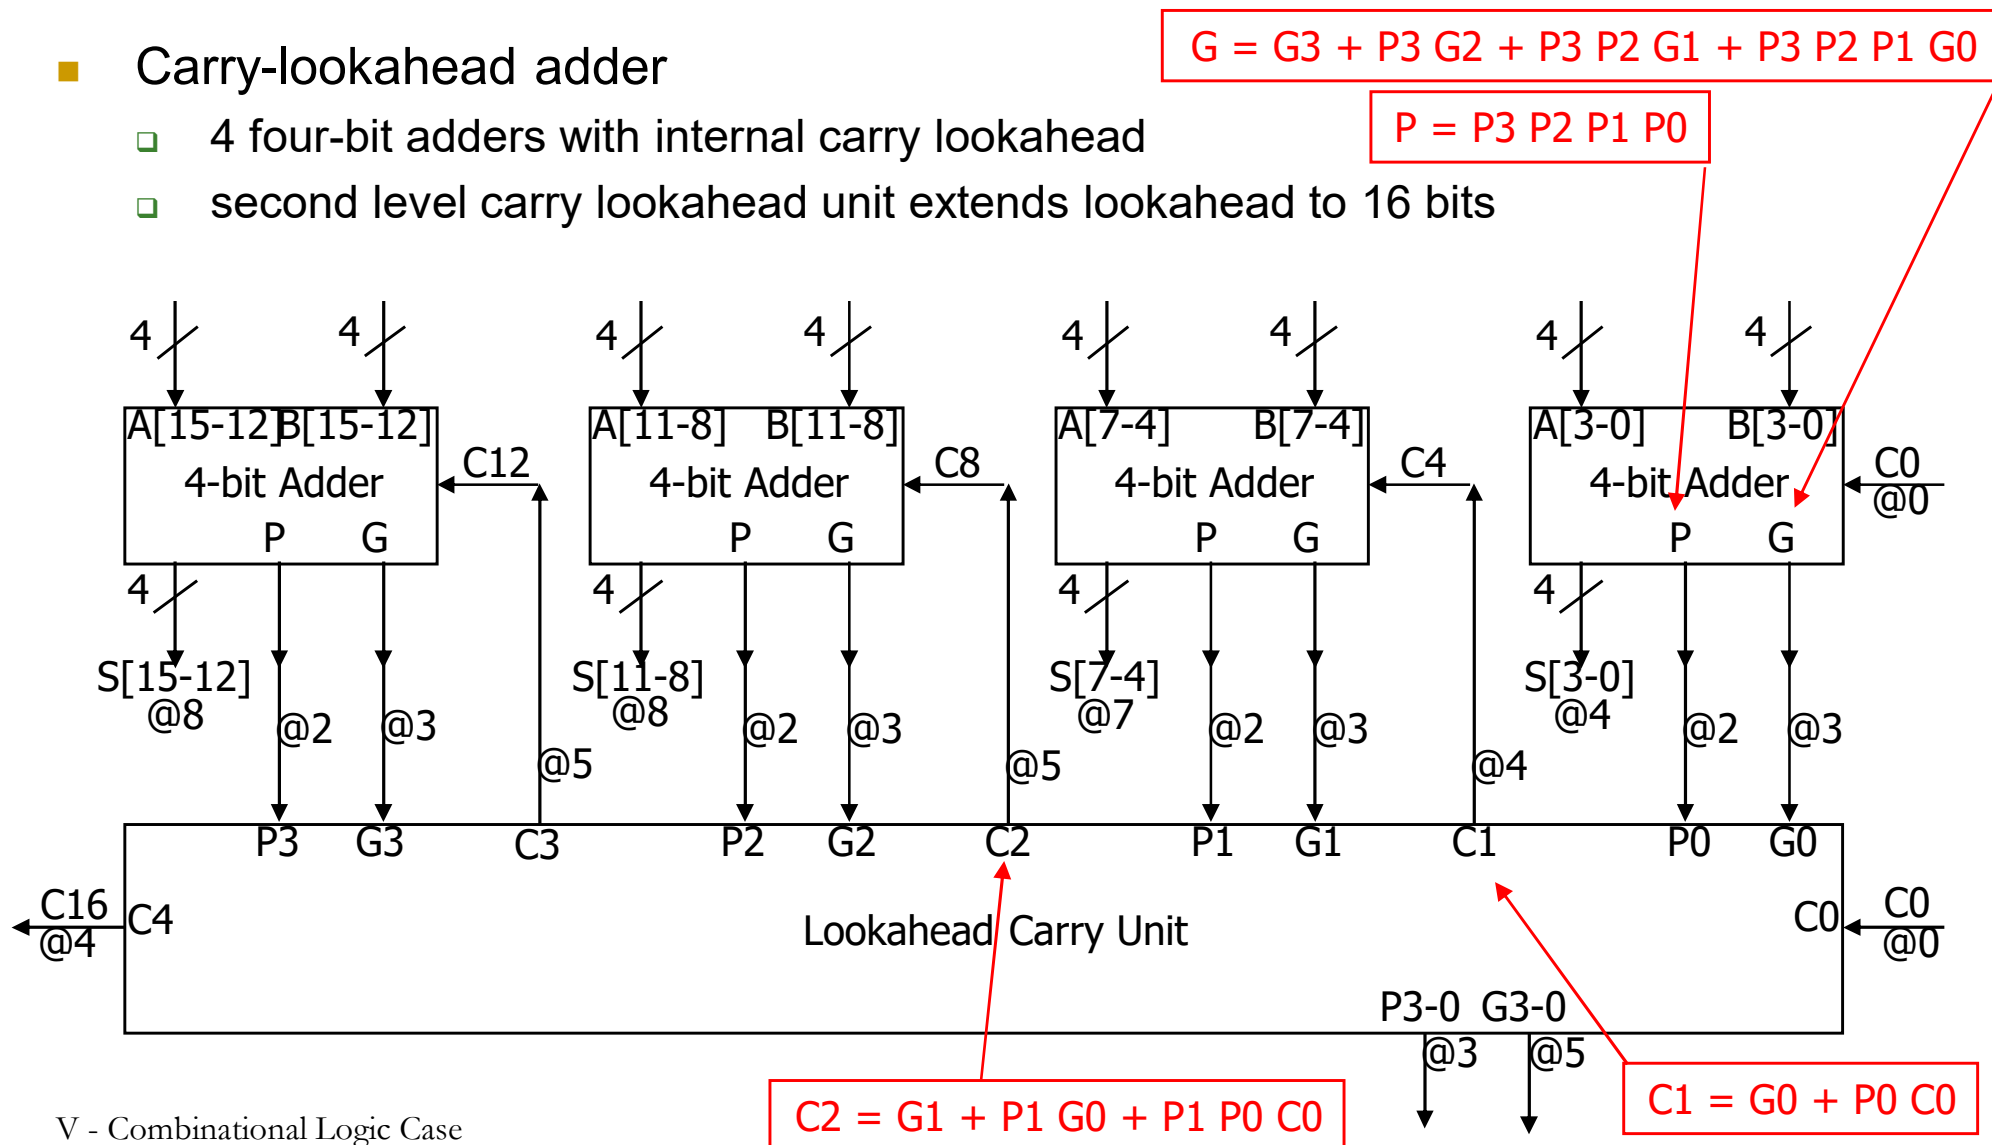 G = G3 + P3 G2 + P3 P2 G1 + P3 P2 P1 G0
Carry-lookahead adder
P = P3 P2 P1 P0
4 four-bit adders with internal carry lookahead
second level carry lookahead unit extends lookahead to 16 bits
4 4 4 4 4 4 4 4
A[15-12] B[15-12] A[11-8] B[11-8] A[7-4] B[7-4] A[3-0] B[3-0]
4-bit Adder C12 4-bit Adder C8 4-bit Adder C4 4-bit Adder C0
@0
P G P G P G P G
4 4 4 4
S[15-12] S[11-8] S[7-4] S[3-0]
@8 @2 @3 @8 @2 @3 @7 @2 @3 @4 @2 @3
@5 @5 @4
P3 G3 C3 P2 G2 C2 P1 G1 C1 P0 G0
C16 C4 Lookahead Carry Unit C0 C0
@4 @0
P3-0 G3-0
@3 @5
C2 = G1 + P1 G0 + P1 P0 C0
C1 = G0 + P0 C0
V - Combinational Logic Case